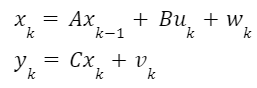 x_k = Ax_{k-1} + Bu_k + w_k
y_k = Cx_k + v_k